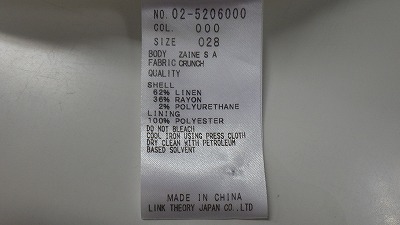 NO. 02-5206000
COL. 000
SIZE 028
BODY ZAINE S A
FABRIC CRUNCH
QUALITY
SHELL
62% LINEN
36% RAYON
2% POLYURETHANE
LINING
100% POLYESTER
DO NOT BLEACH
COOL IRON USING PRESS CLOTH
DRY CLEAN WITH PETROLEUM
BASED SOLVENT
MADE IN CHINA
LINK THEORY JAPAN CO.,LTD